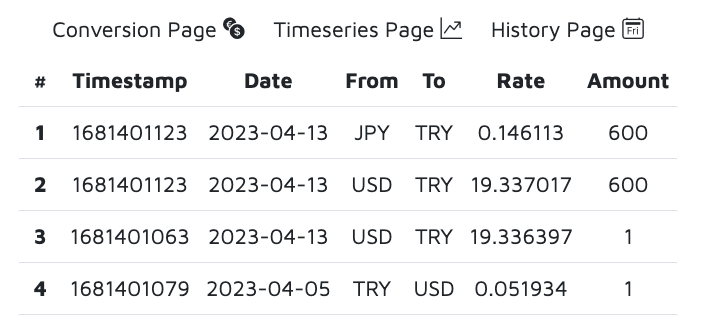 Conversion Page Timeseries Page History Page Fri
# Timestamp Date From To Rate Amount
1 1681401123 2023-04-13 JPY TRY 0.146113 600
2 1681401123 2023-04-13 USD TRY 19.337017 600
3 1681401063 2023-04-13 USD TRY 19.336397 1
4 1681401079 2023-04-05 TRY USD 0.051934 1